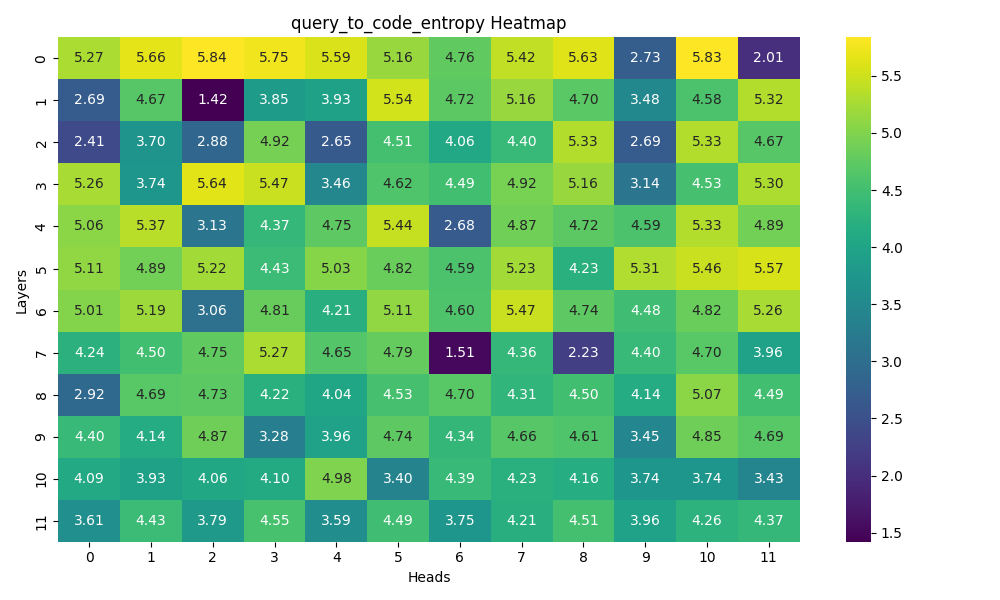 query_to_code_entropy Heatmap
0 5.27 5.66 5.84 5.75 5.59 5.16 4.76 5.42 5.63 2.73 5.83 2.01
1 2.69 4.67 1.42 3.85 3.93 5.54 4.72 5.16 4.70 3.48 4.58 5.32
2 2.41 3.70 2.88 4.92 2.65 4.51 4.06 4.40 5.33 2.69 5.33 4.67
3 5.26 3.74 5.64 5.47 3.46 4.62 4.49 4.92 5.16 3.14 4.53 5.30
4 5.06 5.37 3.13 4.37 4.75 5.44 2.68 4.87 4.72 4.59 5.33 4.89
5 5.11 4.89 5.22 4.43 5.03 4.82 4.59 5.23 4.23 5.31 5.46 5.57
6 5.01 5.19 3.06 4.81 4.21 5.11 4.60 5.47 4.74 4.48 4.82 5.26
7 4.24 4.50 4.75 5.27 4.65 4.79 1.51 4.36 2.23 4.40 4.70 3.96
8 2.92 4.69 4.73 4.22 4.04 4.53 4.70 4.31 4.50 4.14 5.07 4.49
9 4.40 4.14 4.87 3.28 3.96 4.74 4.34 4.66 4.61 3.45 4.85 4.69
10 4.09 3.93 4.06 4.10 4.98 3.40 4.39 4.23 4.16 3.74 3.74 3.43
11 3.61 4.43 3.79 4.55 3.59 4.49 3.75 4.21 4.51 3.96 4.26 4.37
0 1 2 3 4 5 6 7 8 9 10 11
Heads
Layers
5.5
5.0
4.5
4.0
3.5
3.0
2.5
2.0
1.5